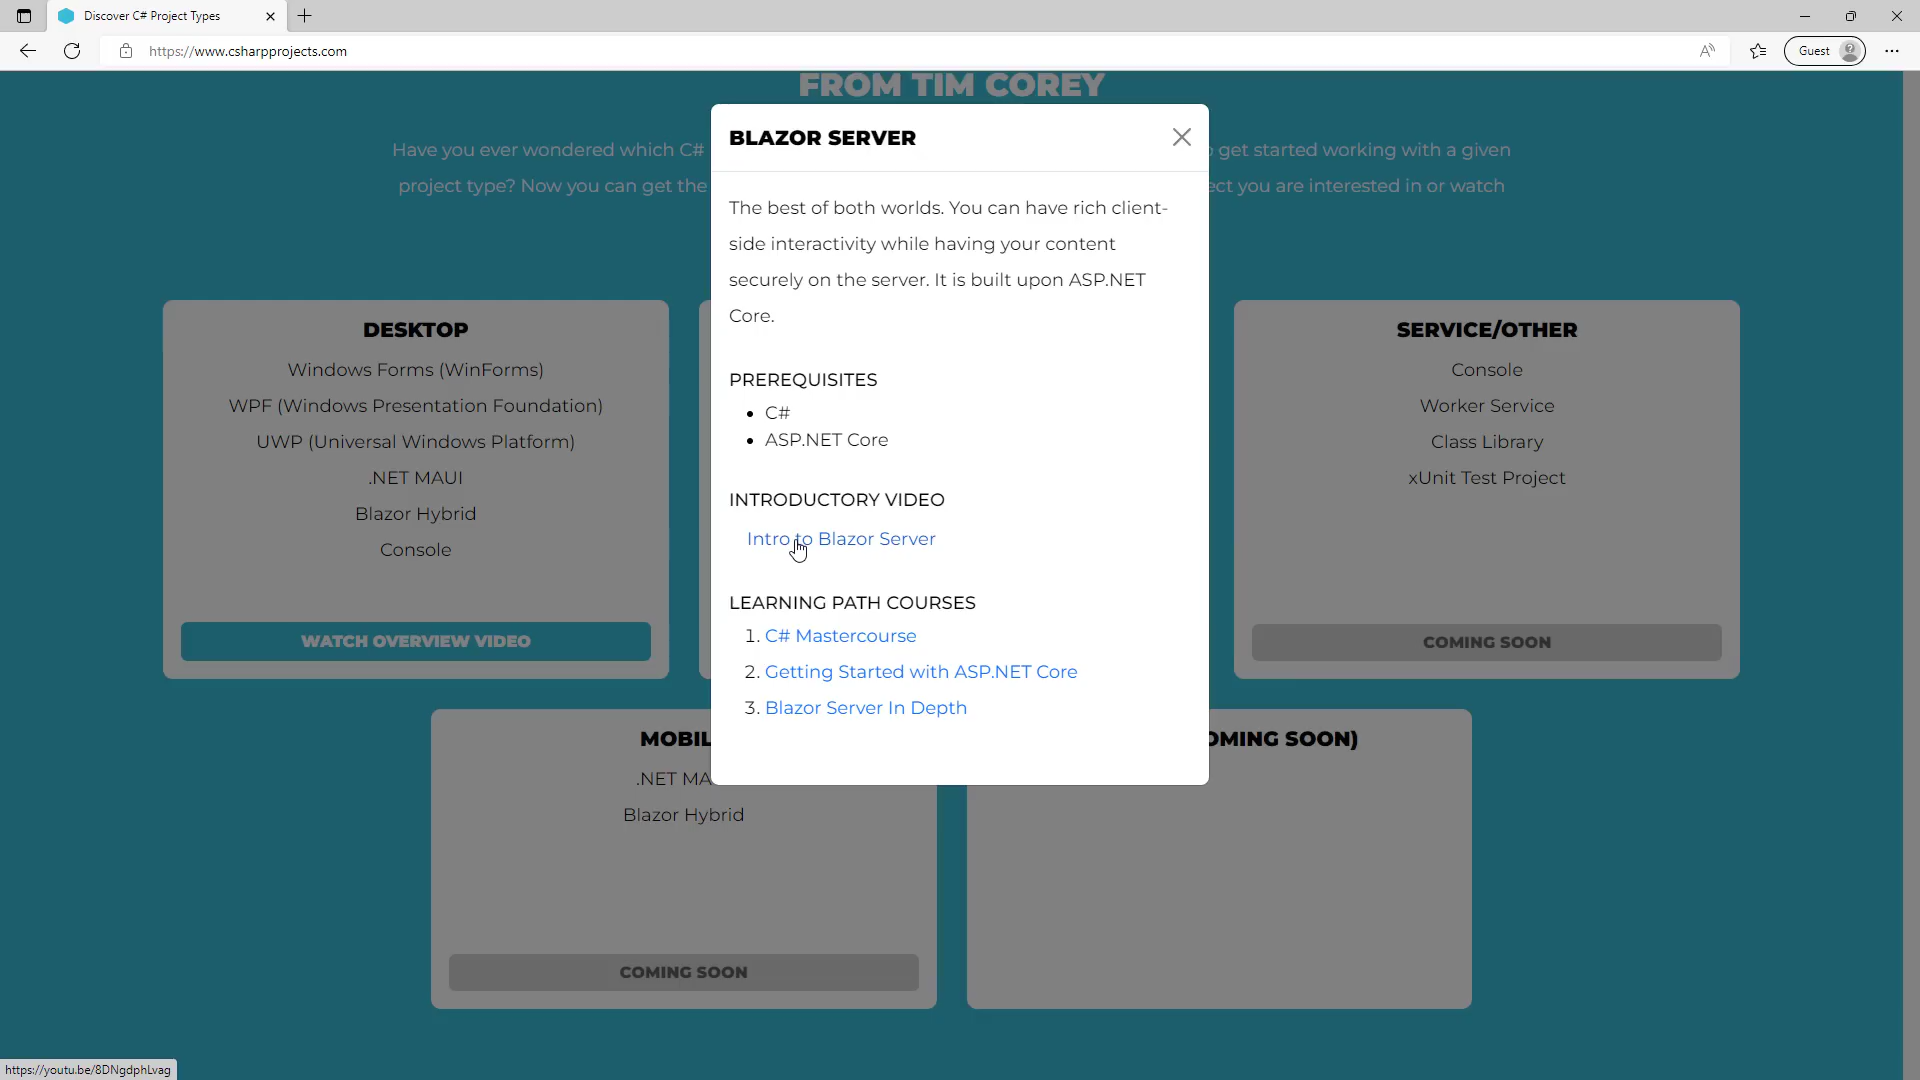 Discover C# Project Types
https://www.csharpprojects.com
Guest
FROM TIM COREY
Have you ever wondered which C#
get started working with a given
project type? Now you can get the
ect you are interested in or watch
BLAZOR SERVER
The best of both worlds. You can have rich client-
side interactivity while having your content
securely on the server. It is built upon ASP.NET
Core.
PREREQUISITES
• C#
• ASP.NET Core
INTRODUCTORY VIDEO
Intro to Blazor Server
LEARNING PATH COURSES
1. C# Mastercourse
2. Getting Started with ASP.NET Core
3. Blazor Server In Depth
DESKTOP
Windows Forms (WinForms)
WPF (Windows Presentation Foundation)
UWP (Universal Windows Platform)
.NET MAUI
Blazor Hybrid
Console
WATCH OVERVIEW VIDEO
SERVICE/OTHER
Console
Worker Service
Class Library
xUnit Test Project
COMING SOON
MOBIL
.NET MA
Blazor Hybrid
COMING SOON
OMING SOON)
https://youtu.be/8DNgdphLvag